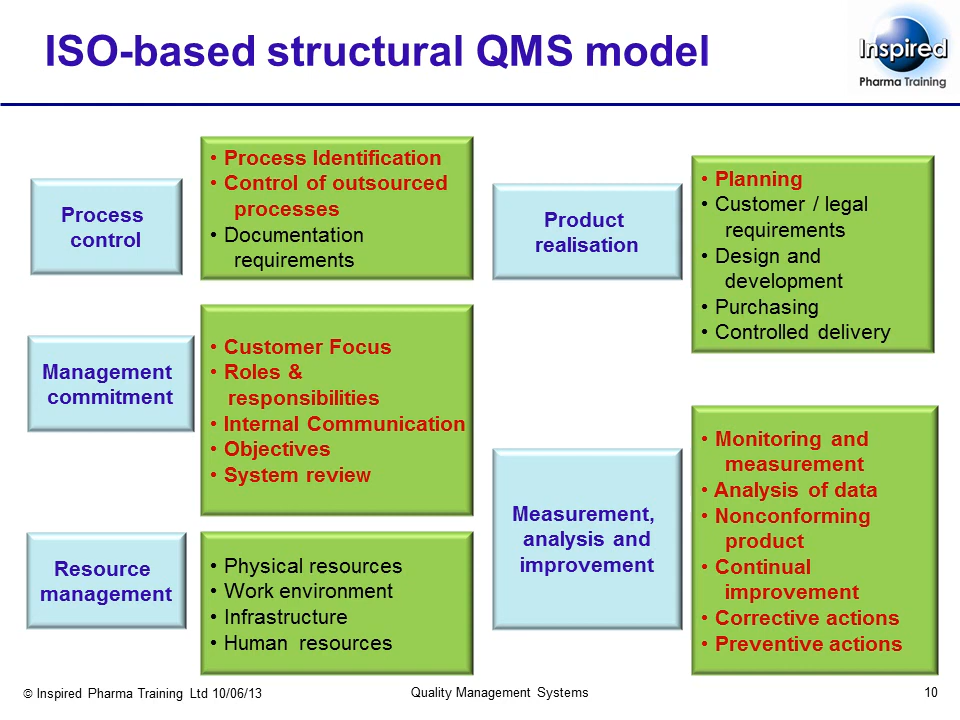 ISO-based structural QMS model
Inspired
Pharma Training
Process
control
• Process Identification
• Control of outsourced
processes
• Documentation
requirements
Management
commitment
• Customer Focus
• Roles &
responsibilities
• Internal Communication
• Objectives
• System review
Resource
management
• Physical resources
• Work environment
• Infrastructure
• Human resources
Product
realisation
• Planning
• Customer / legal
requirements
• Design and
development
• Purchasing
• Controlled delivery
Measurement,
analysis and
improvement
• Monitoring and
measurement
• Analysis of data
• Nonconforming
product
• Continual
improvement
• Corrective actions
• Preventive actions
© Inspired Pharma Training Ltd 10/06/13
Quality Management Systems
10